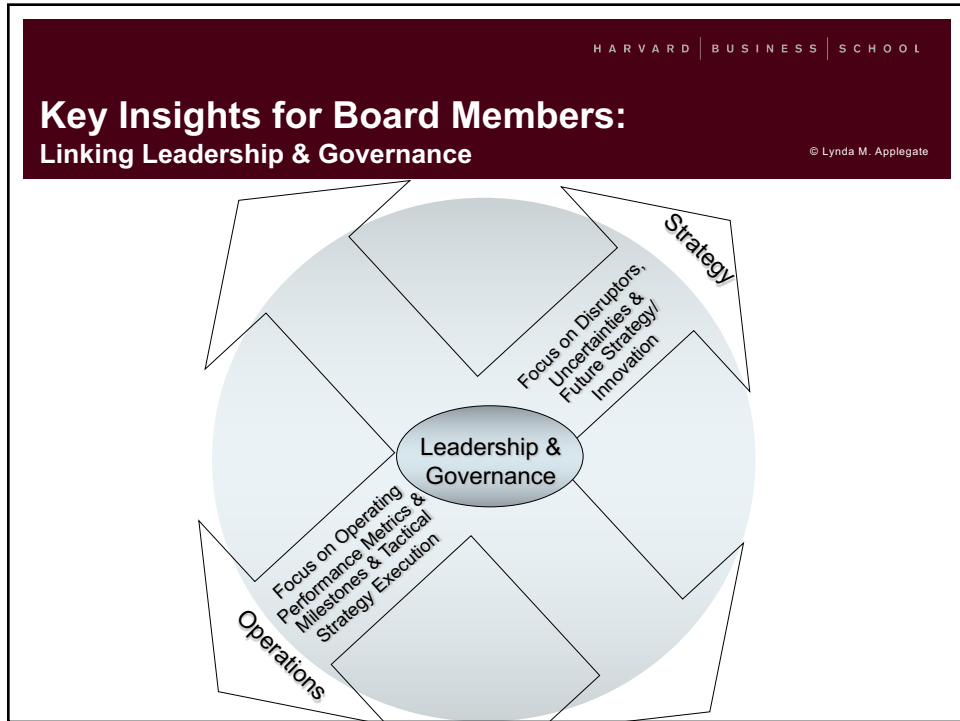 HARVARD | BUSINESS | SCHOOL
Key Insights for Board Members:
Linking Leadership & Governance
© Lynda M. Applegate
Strategy
Focus on Disruptors,
Uncertainties &
Future Strategy/
Innovation
Leadership &
Governance
Focus on Operating
Performance Metrics &
Milestones & Tactical
Strategy Execution
Operations